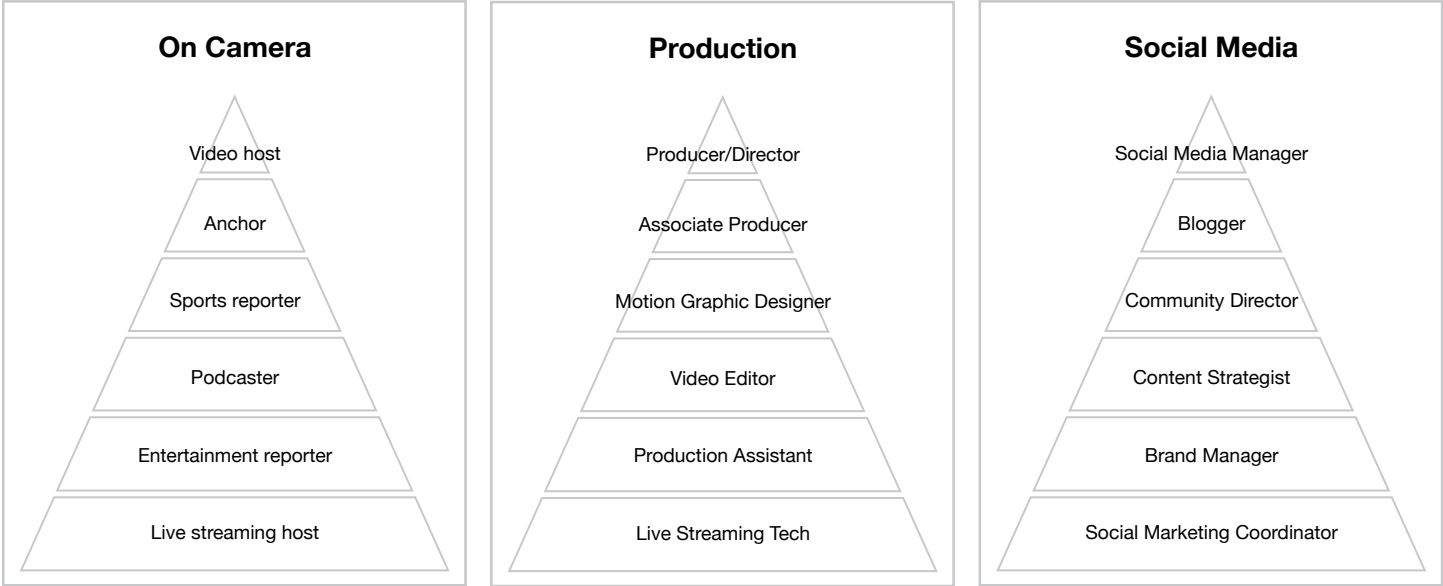 On Camera
Video host
Anchor
Sports reporter
Podcaster
Entertainment reporter
Live streaming host
Production
Producer/Director
Associate Producer
Motion Graphic Designer
Video Editor
Production Assistant
Live Streaming Tech
Social Media
Social Media Manager
Blogger
Community Director
Content Strategist
Brand Manager
Social Marketing Coordinator